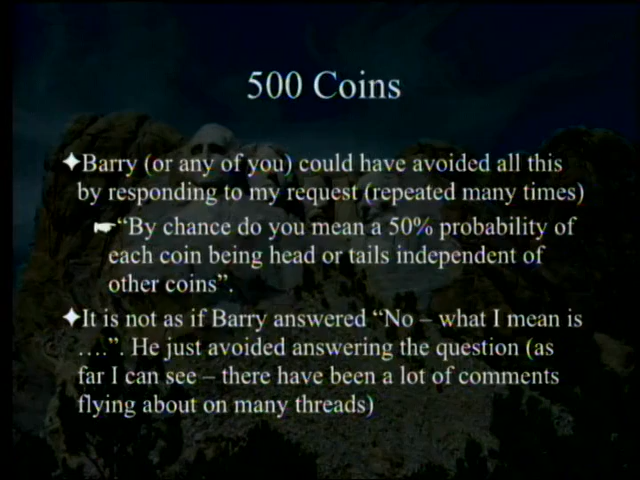 500 Coins
Barry (or any of you) could have avoided all this
by responding to my request (repeated many times)
“By chance do you mean a 50% probability of
each coin being head or tails independent of
other coins”.
It is not as if Barry answered “No – what I mean is
….”. He just avoided answering the question (as
far I can see – there have been a lot of comments
flying about on many threads)